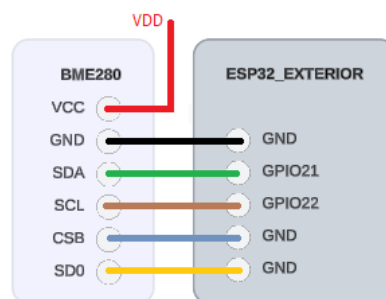 VDD
BME280 ESP32_EXTERIOR
VCC
GND GND
SDA GPIO21
SCL GPIO22
CSB GND
SD0 GND